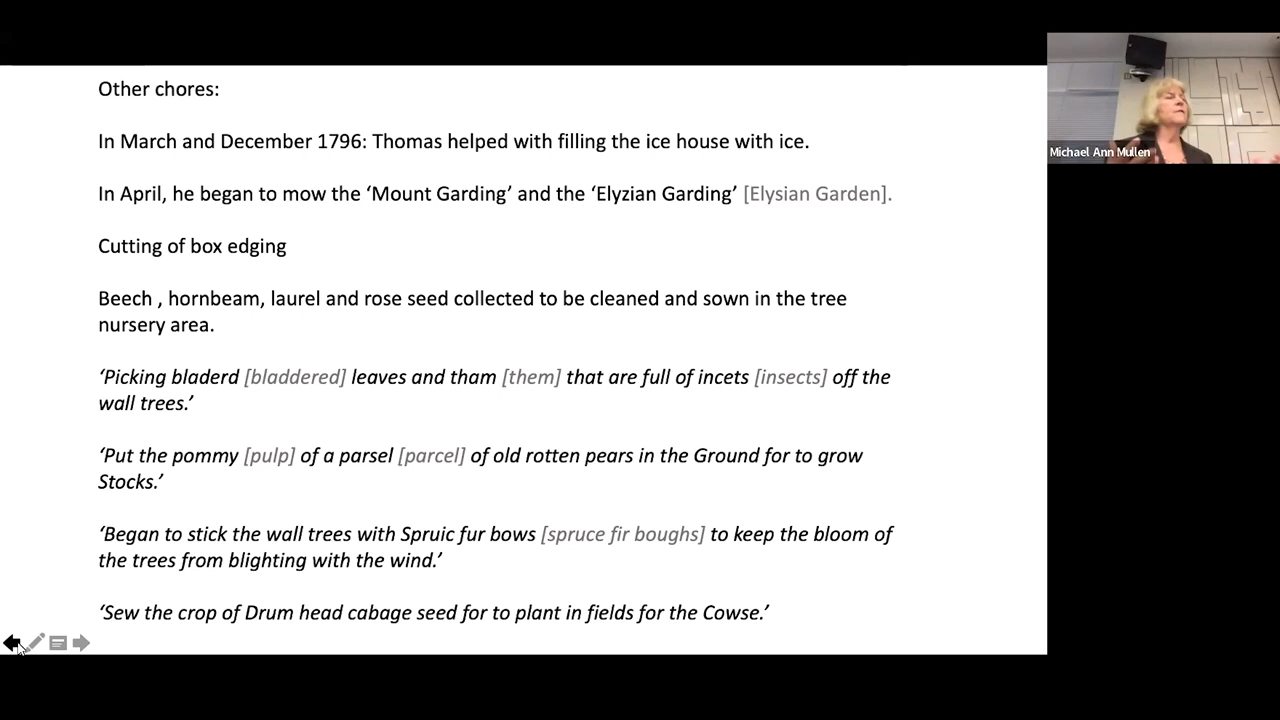 Other chores:
In March and December 1796: Thomas helped with filling the ice house with ice.
In April, he began to mow the ‘Mount Garding’ and the ‘Elyzian Garding’ [Elysian Garden].
Cutting of box edging
Beech , hornbeam, laurel and rose seed collected to be cleaned and sown in the tree
nursery area.
‘Picking bladerd [bladdered] leaves and tham [them] that are full of incets [insects] off the
wall trees.’
‘Put the pommy [pulp] of a parsel [parcel] of old rotten pears in the Ground for to grow
Stocks.’
‘Began to stick the wall trees with Spruic fur bows [spruce fir boughs] to keep the bloom of
the trees from blighting with the wind.’
‘Sew the crop of Drum head cabage seed for to plant in fields for the Cowse.’
Michael Ann Mullen